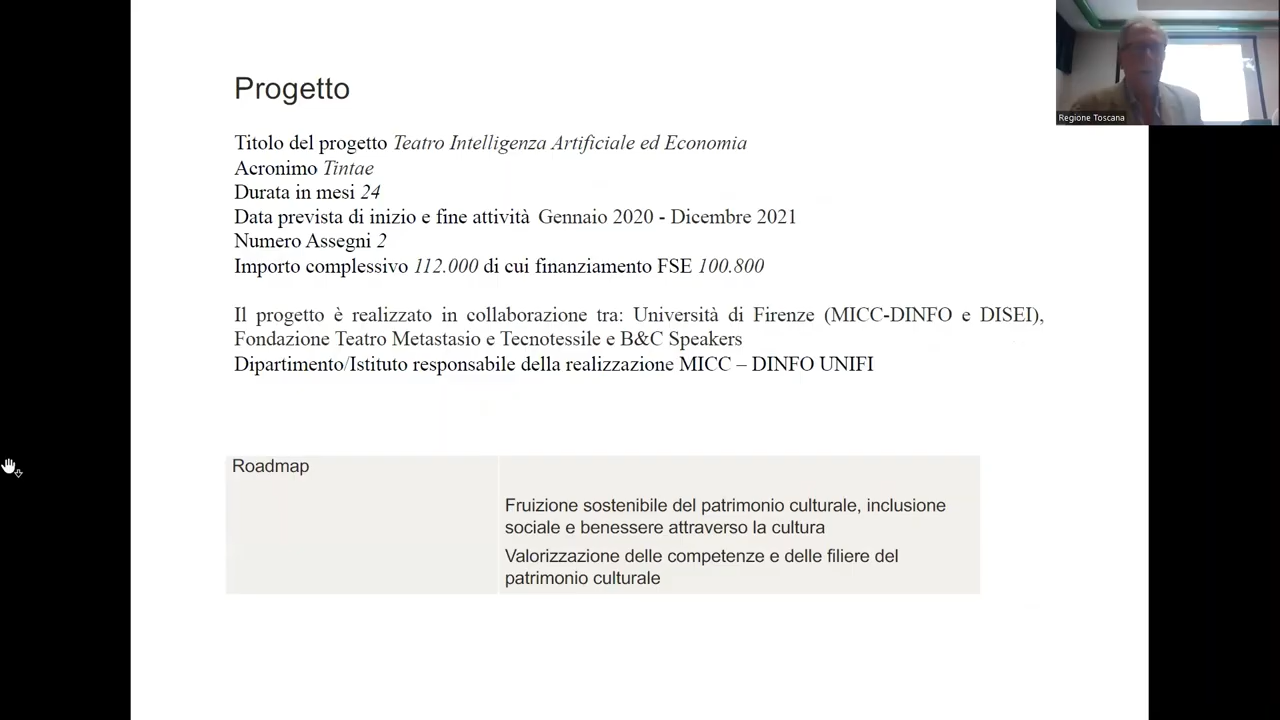 Progetto
Regione Toscana
Titolo del progetto Teatro Intelligenza Artificiale ed Economia
Acronimo Tintae
Durata in mesi 24
Data prevista di inizio e fine attività Gennaio 2020 - Dicembre 2021
Numero Assegni 2
Importo complessivo 112.000 di cui finanziamento FSE 100.800
Il progetto è realizzato in collaborazione tra: Università di Firenze (MICC-DINFO e DISEI),
Fondazione Teatro Metastasio e Tecnotessile e B&C Speakers
Dipartimento/Istituto responsabile della realizzazione MICC – DINFO UNIFI
Roadmap
Fruizione sostenibile del patrimonio culturale, inclusione
sociale e benessere attraverso la cultura
Valorizzazione delle competenze e delle filiere del
patrimonio culturale